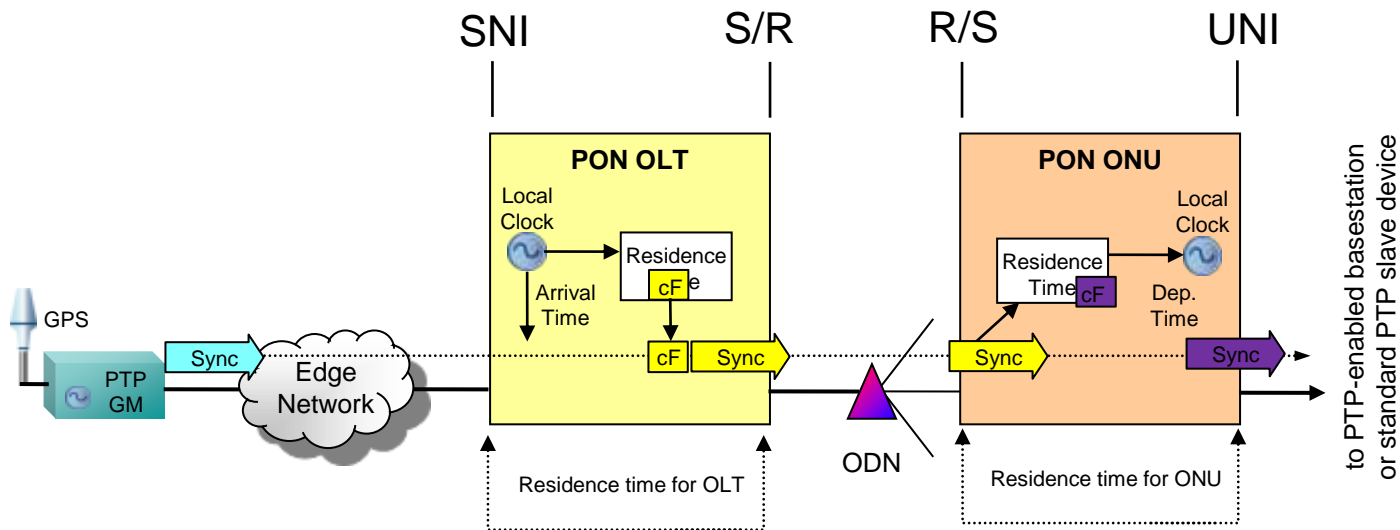 SNI
S/R
R/S
UNI
PON OLT
Local
Clock
Residence
e
cF
Arrival
Time
GPS
PTP
GM
Sync
Edge
Network
cF
Sync
ODN
Residence time for OLT
PON ONU
Local
Clock
Residence
Time
cF
Dep.
Time
Sync
Sync
Residence time for ONU
to PTP-enabled basestation
or standard PTP slave device